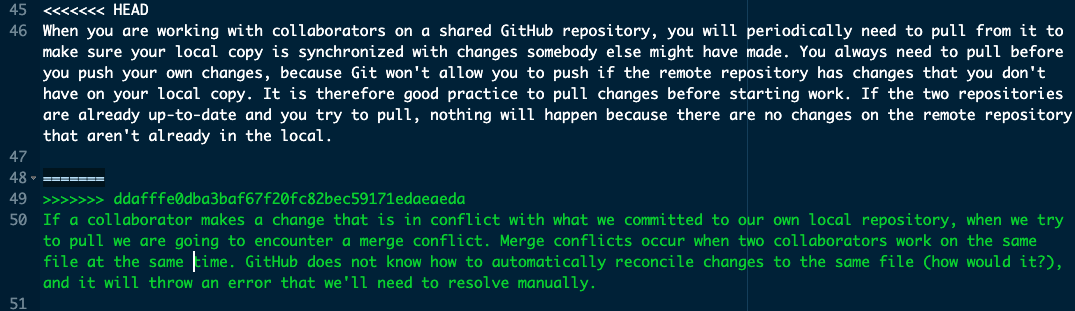 45 <<<<<<< HEAD
46 When you are working with collaborators on a shared GitHub repository, you will periodically need to pull from it to
make sure your local copy is synchronized with changes somebody else might have made. You always need to pull before
you push your own changes, because Git won't allow you to push if the remote repository has changes that you don't
have on your local copy. It is therefore good practice to pull changes before starting work. If the two repositories
are already up-to-date and you try to pull, nothing will happen because there are no changes on the remote repository
that aren't already in the local.
47
48 =======
49 >>>>>>> ddafffe0dba3baf67f20fc82bec59171edaeaeda
50 If a collaborator makes a change that is in conflict with what we committed to our own local repository, when we try
to pull we are going to encounter a merge conflict. Merge conflicts occur when two collaborators work on the same
file at the same time. GitHub does not know how to automatically reconcile changes to the same file (how would it?),
and it will throw an error that we'll need to resolve manually.
51